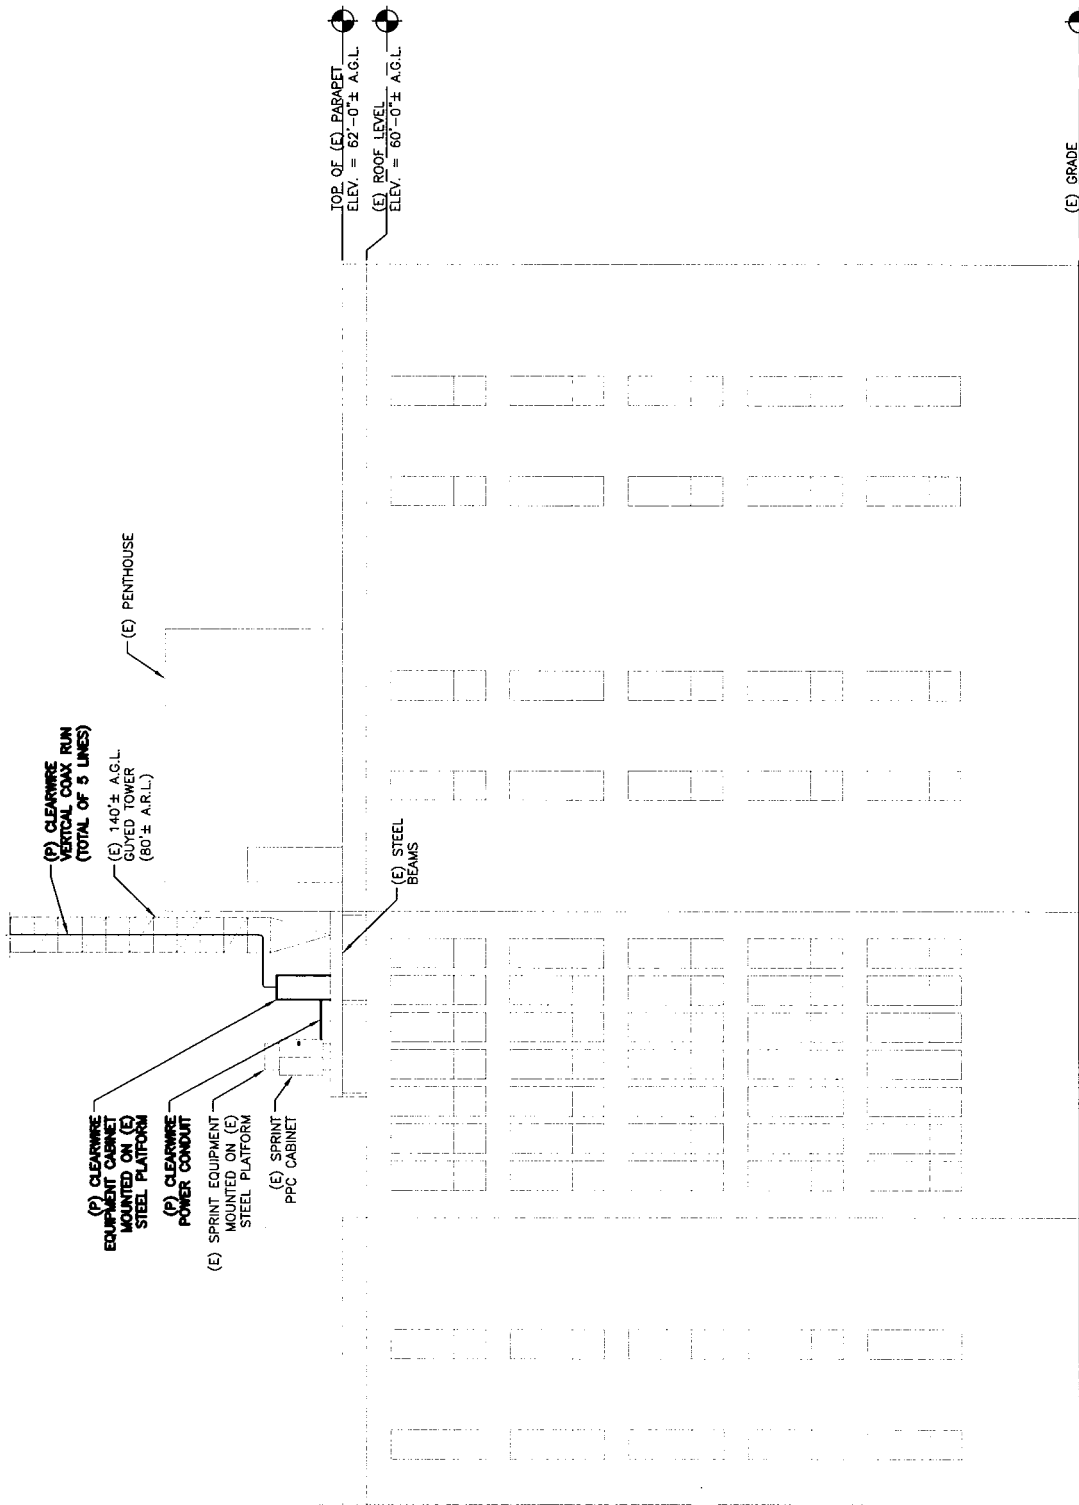 (P) CLEARWIRE
EQUIPMENT CABINET
MOUNTED ON (E)
STEEL PLATFORM
(P) CLEARWIRE
POWER CONDUIT
(E) SPRINT EQUIPMENT
MOUNTED ON (E)
STEEL PLATFORM
(E) SPRINT
PPC CABINET
(P) CLEARWIRE
VERTCAL COAX RUN
(TOTAL OF 5 LINES)
(E) 140'± A.G.L.
GUYED TOWER
(80'± A.R.L.)
(E) STEEL
BEAMS
(E) PENTHOUSE
TOP OF (E) PARAPET
ELEV. = 62'-0"± A.G.L.
(E) ROOF LEVEL
ELEV. = 60'-0"± A.G.L.
(E) GRADE